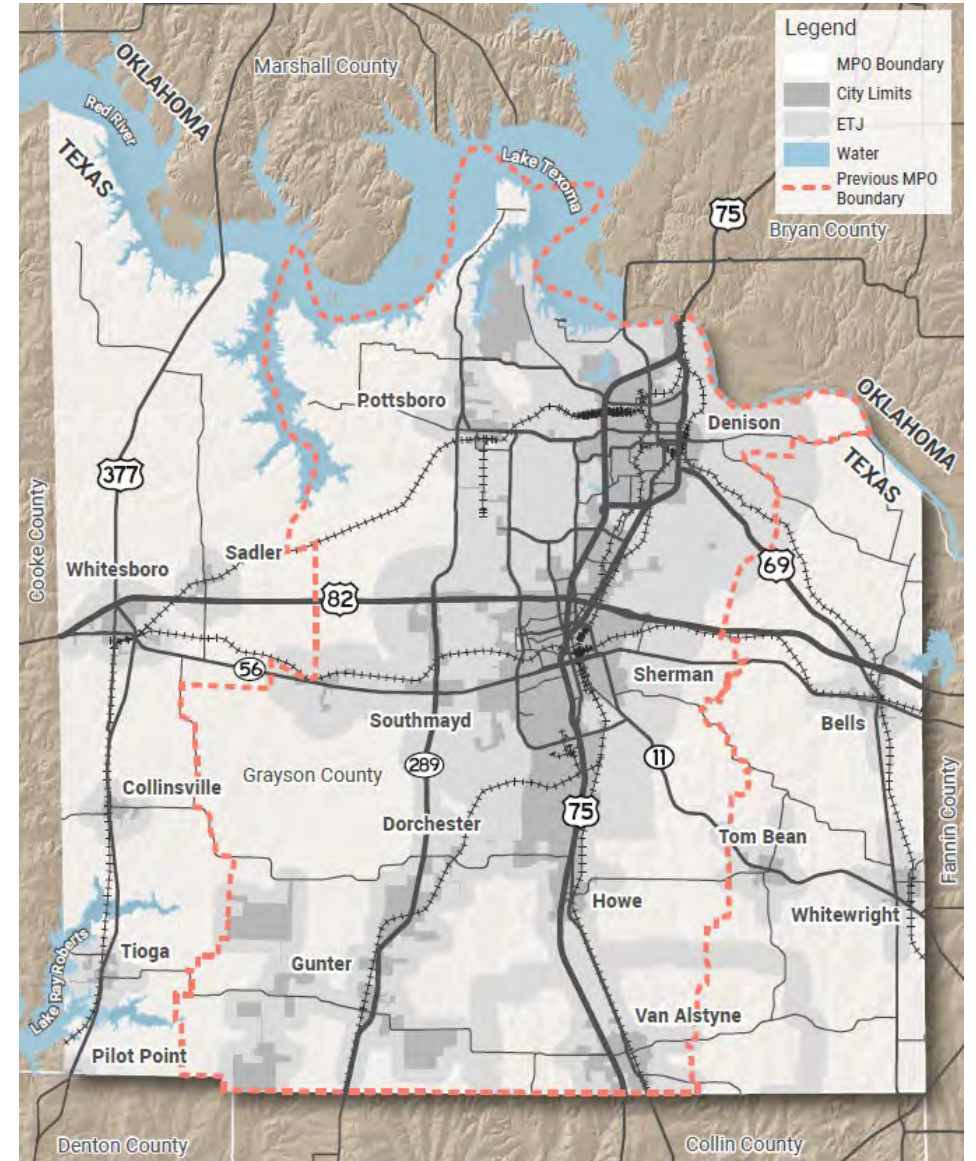 Legend
MPO Boundary
City Limits
ETJ
Water
Previous MPO
Boundary
OKLAHOMA
Marshall County
Red River
TEXAS
Lake Texoma
75
Bryan County
Pottsboro
Denison
OKLAHOMA
TEXAS
377
Cooke County
Sadler
Whitesboro
69
82
56
Sherman
Southmayd
Bells
Grayson County
289
11
Collinsville
75
Dorchester
Tom Bean
Fannin County
Howe
Whitewright
Lake Ray Roberts
Tioga
Gunter
Van Alstyne
Pilot Point
Denton County
Collin County